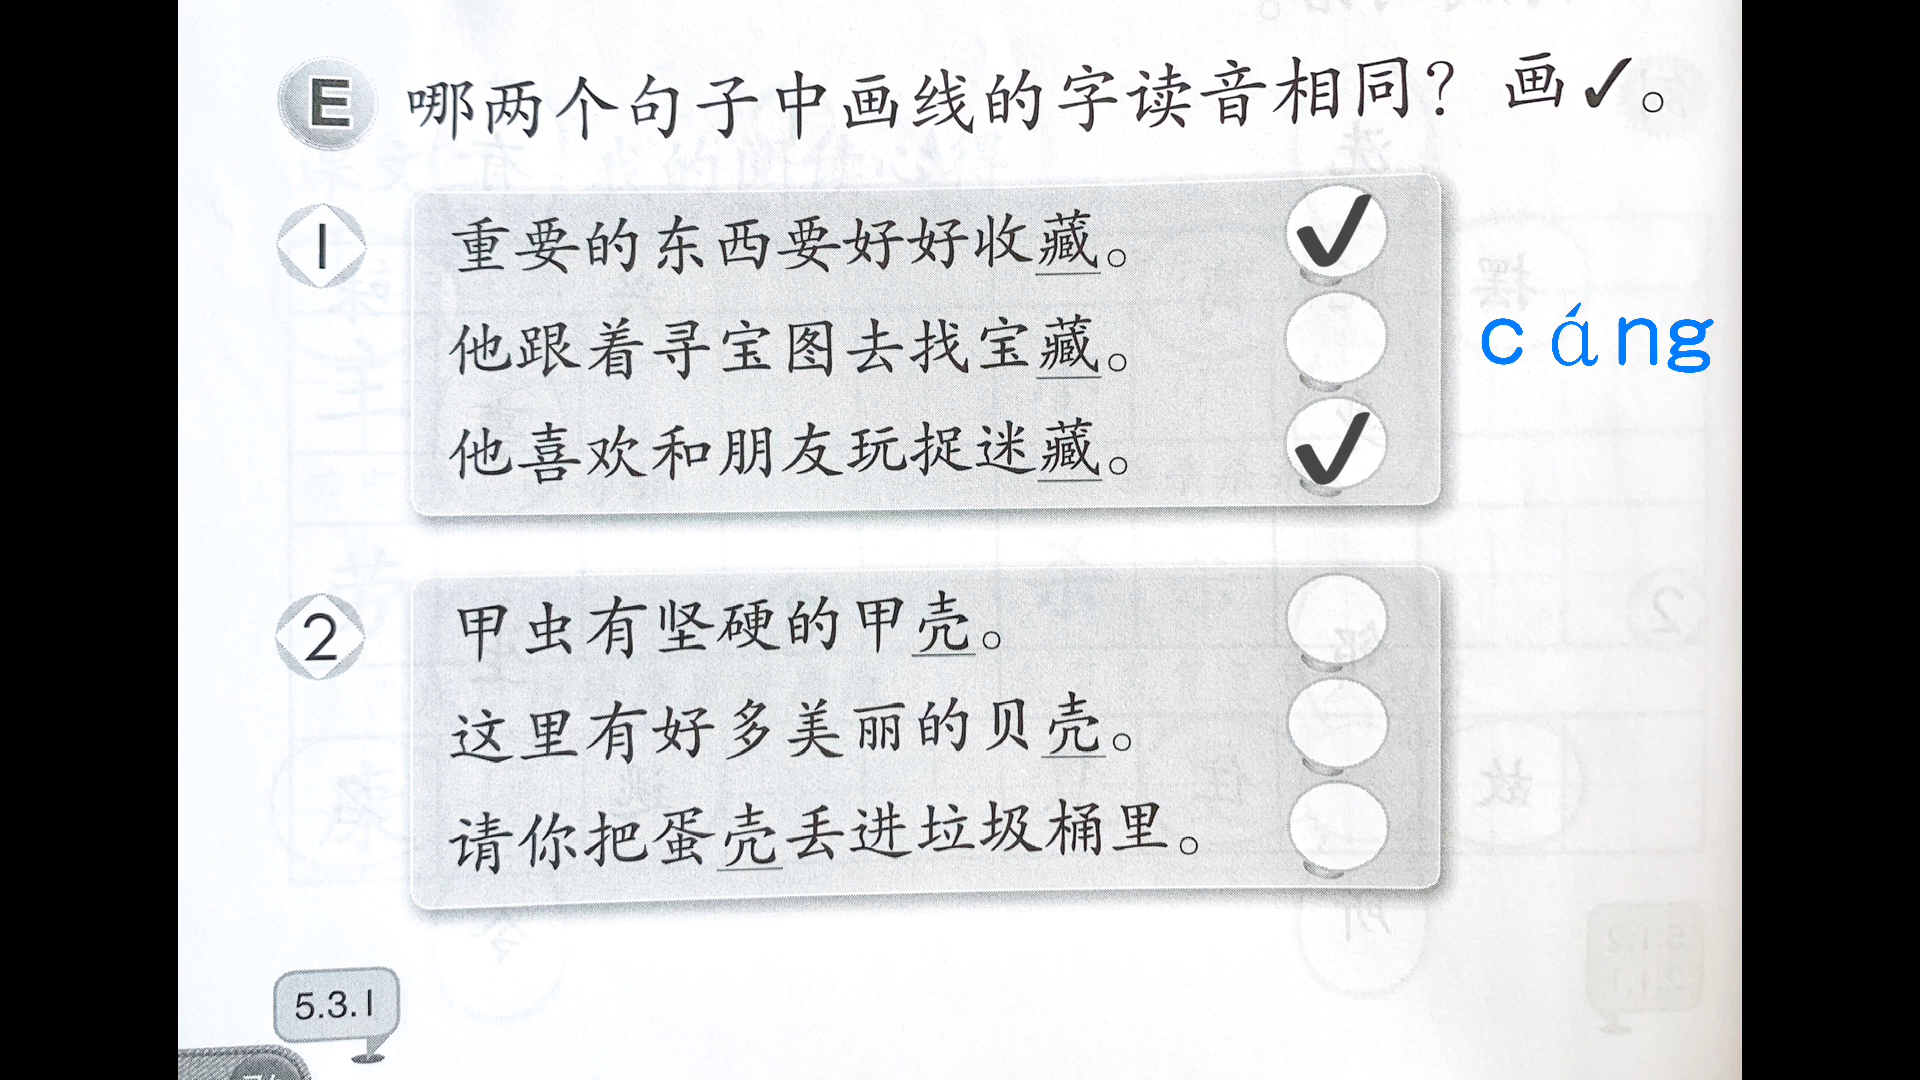 E 哪两个句子中画线的字读音相同？画✓。
1 重要的东西要好好收藏。 ✓
他跟着寻宝图去找宝藏。
cáng
他喜欢和朋友玩捉迷藏。 ✓
2 甲虫有坚硬的甲壳。
这里有好多美丽的贝壳。
请你把蛋壳丢进垃圾桶里。
5.3.1